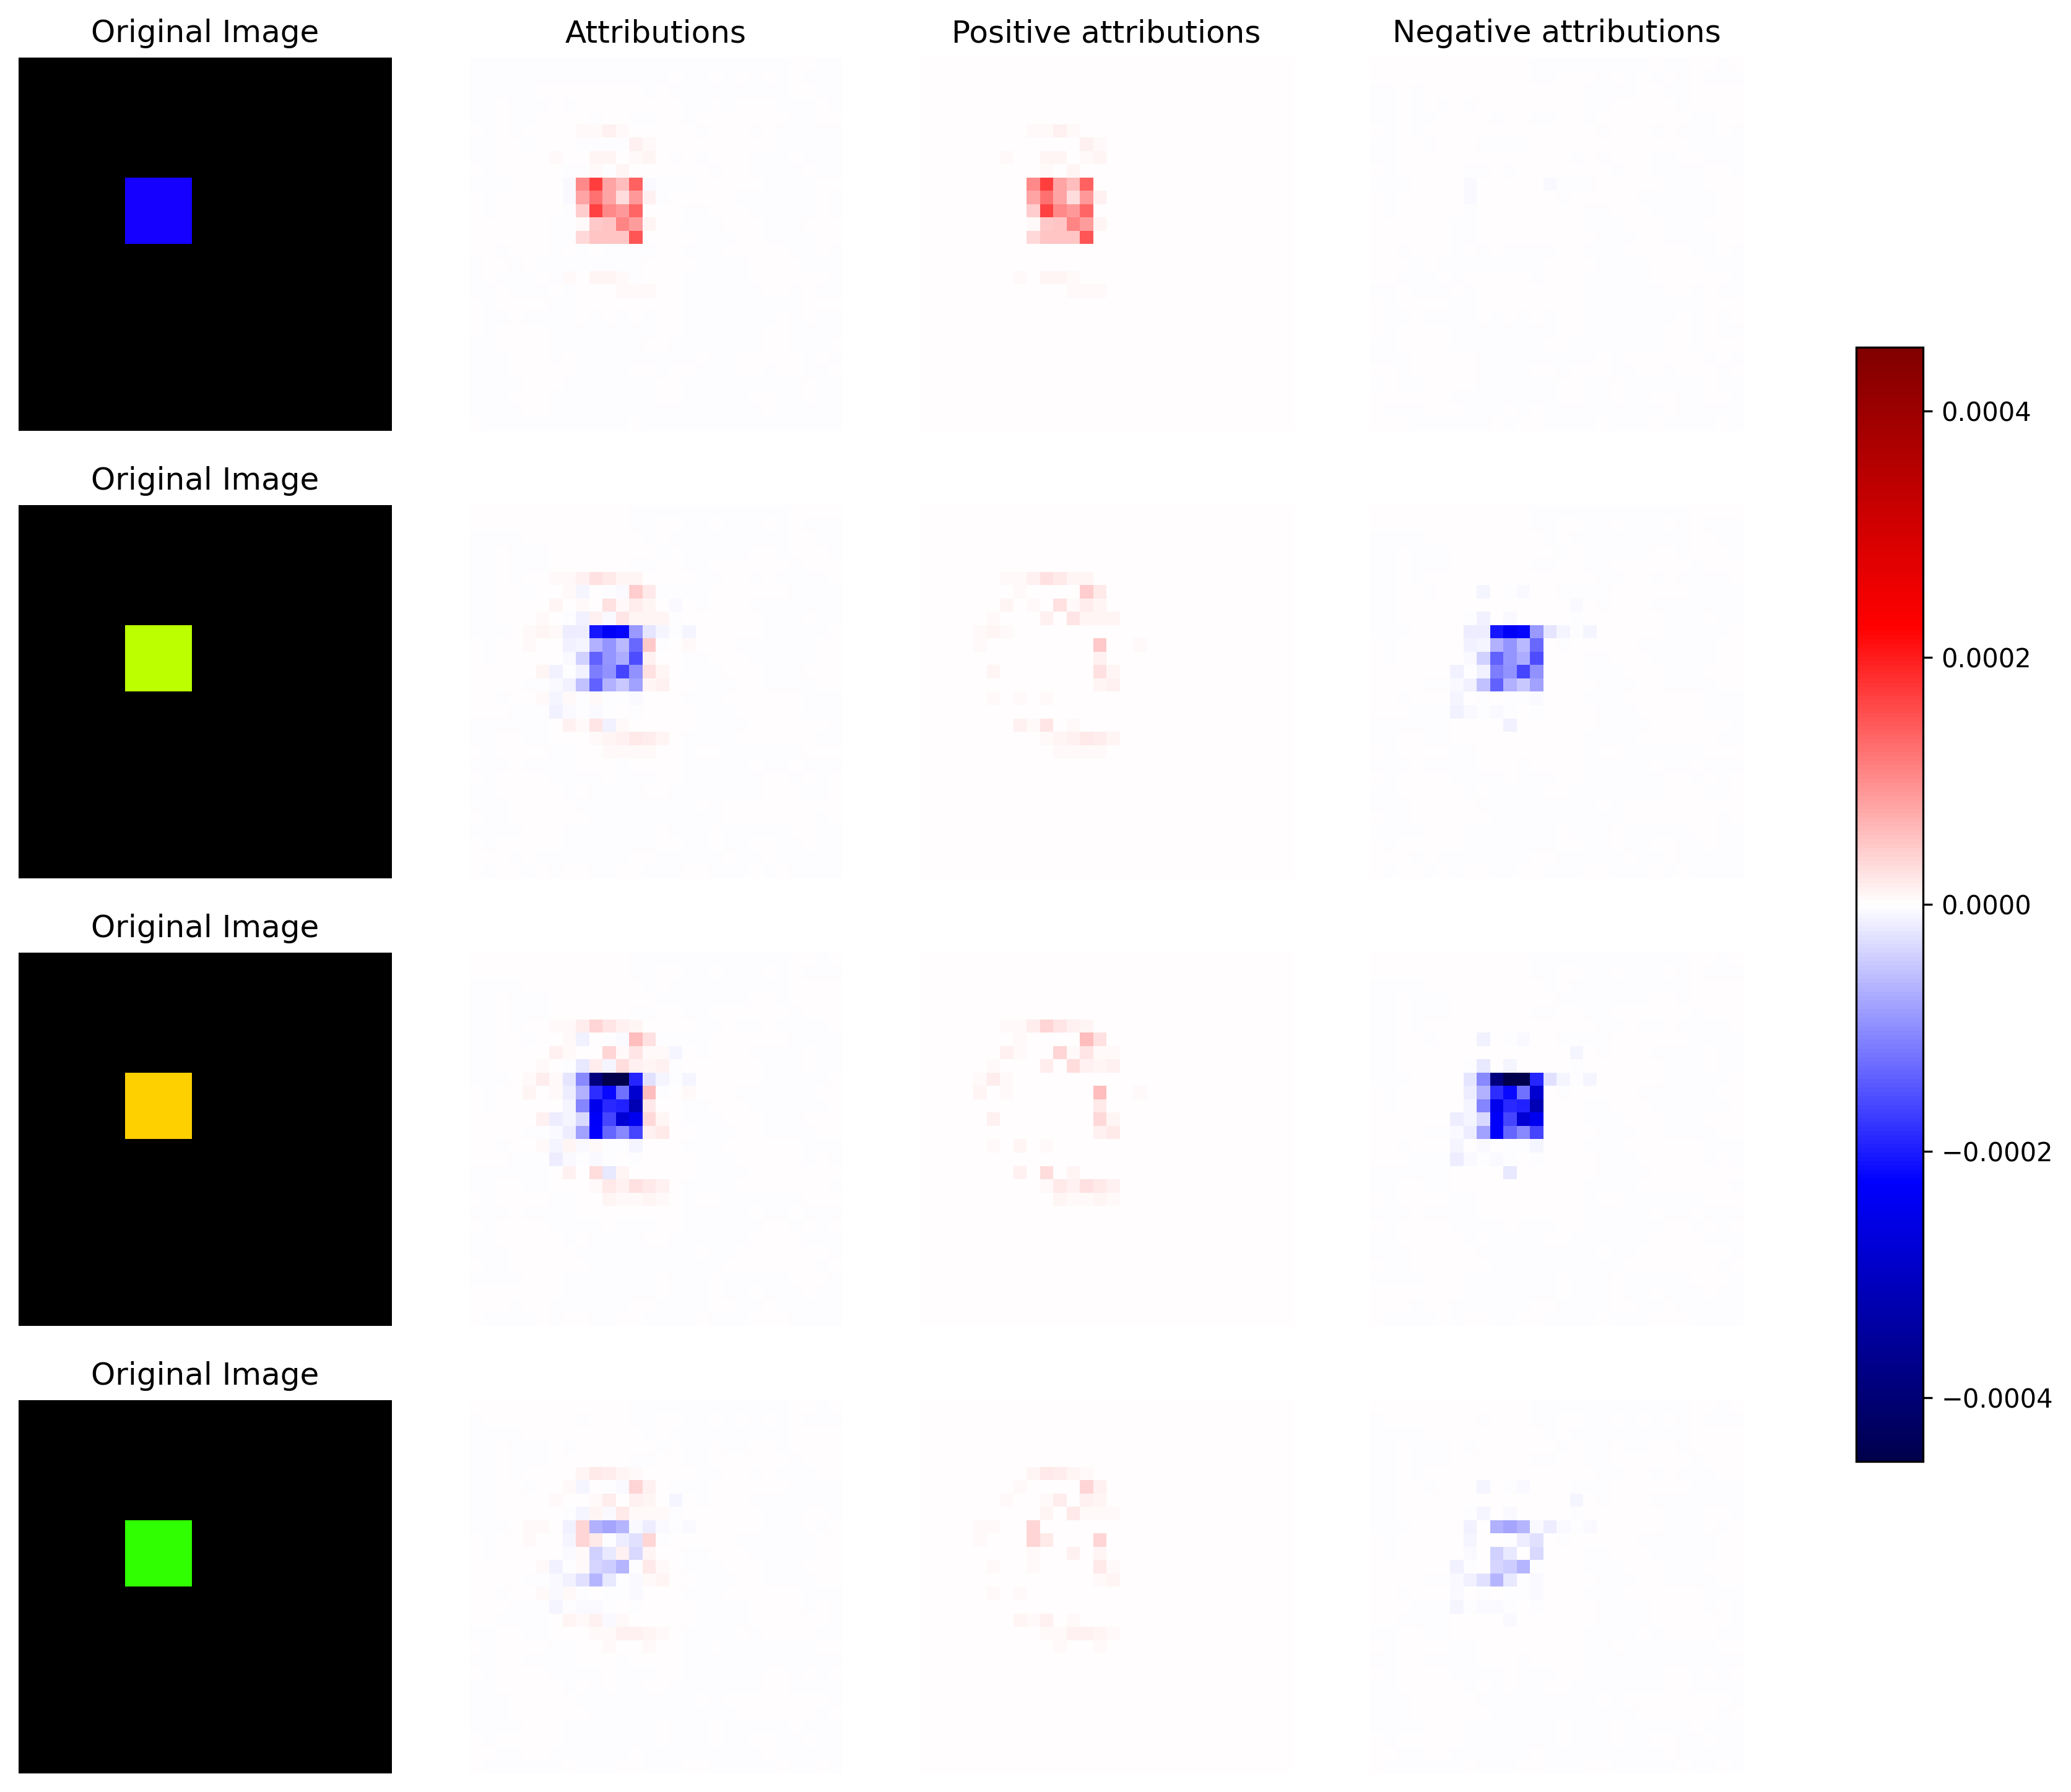 Original Image
Attributions
Positive attributions
Negative attributions
Original Image
Original Image
Original Image
0.0004
0.0002
0.0000
−0.0002
−0.0004